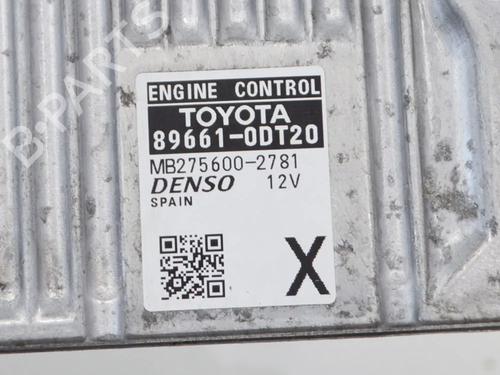 B-PARTS
ENGINE CONTROL
TOYOTA
89661-0DT20
MB275600-2781
DENSO 12V
SPAIN
X